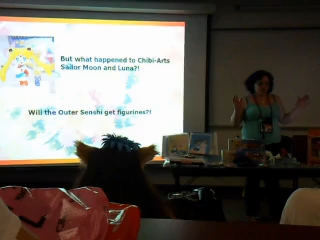 But what happened to Chibi-Arts
Sailor Moon and Luna?!
Will the Outer Senshi get figurines?!